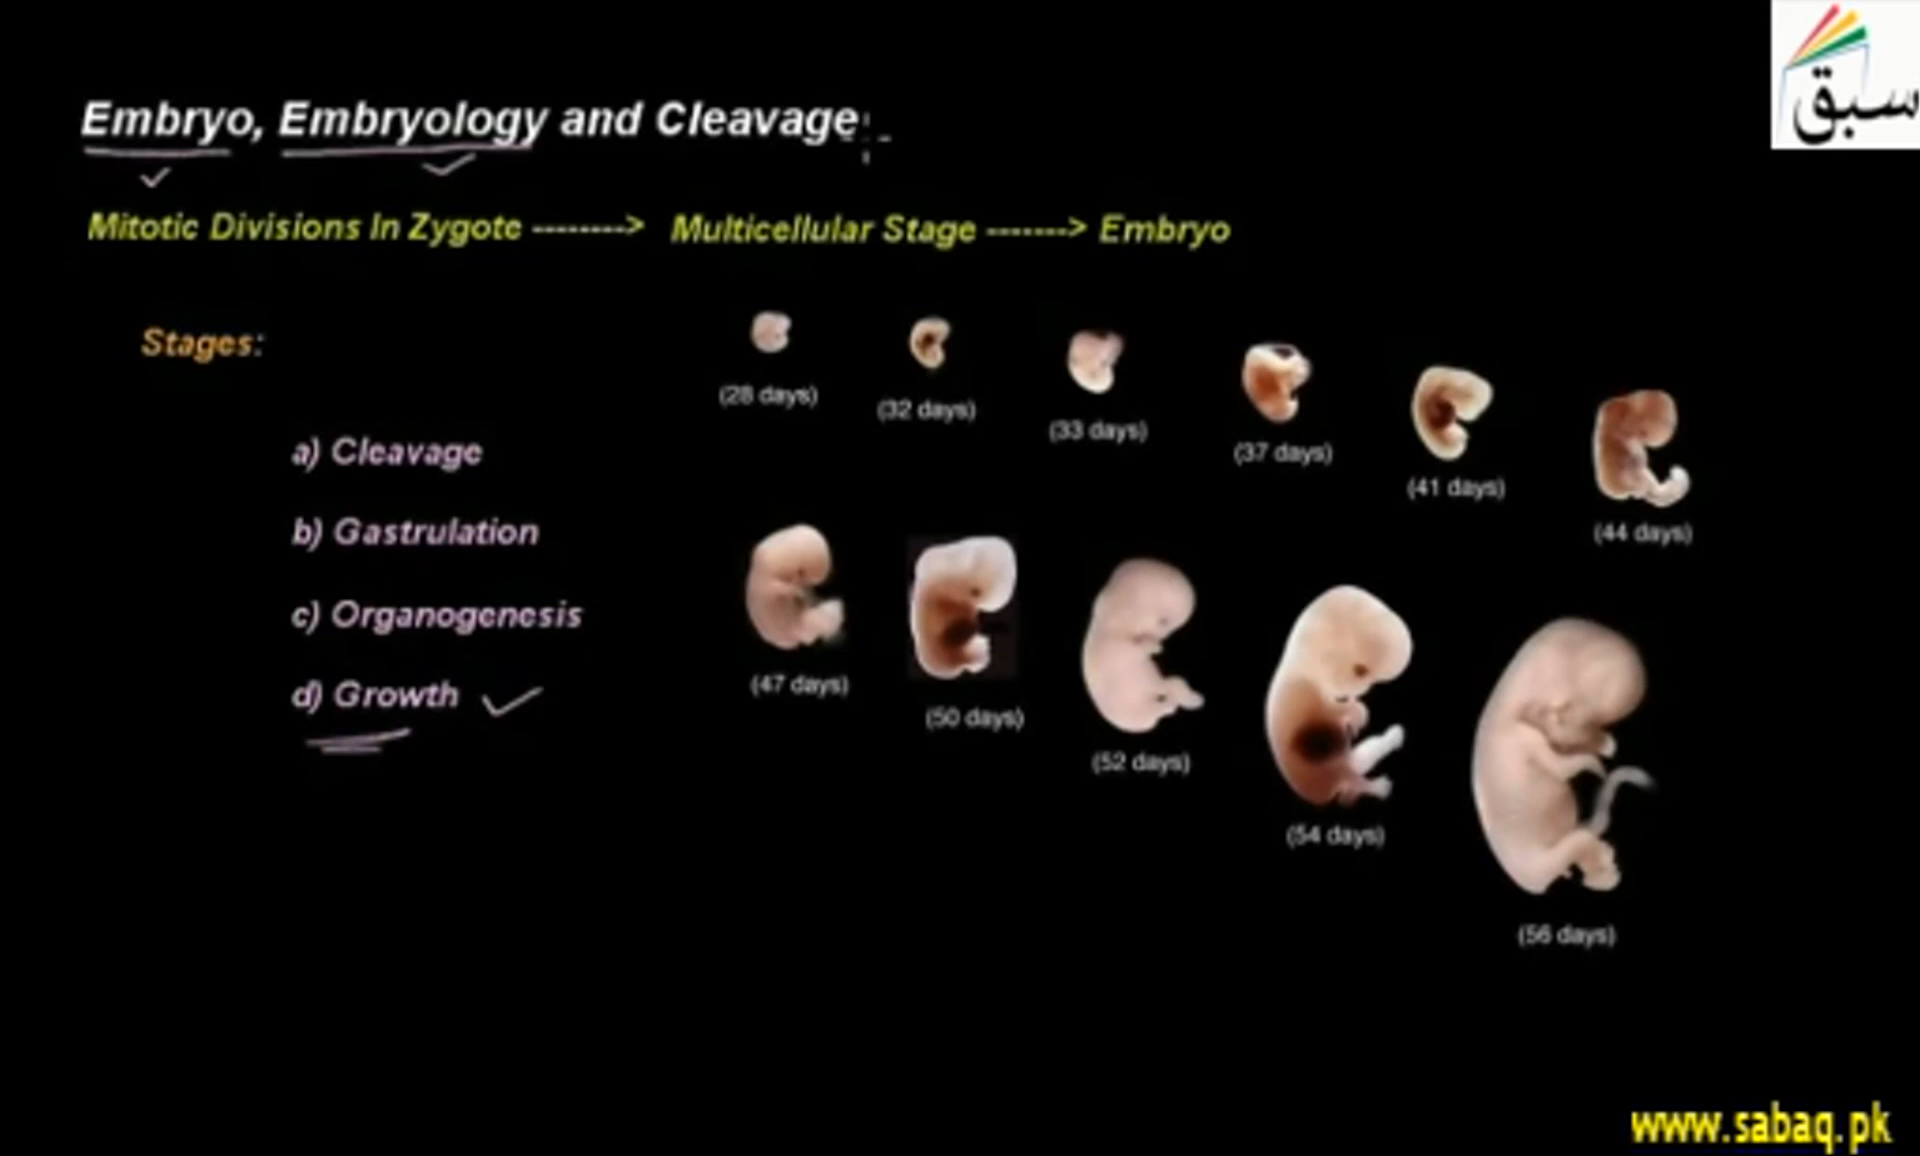 سبق
Embryo, Embryology and Cleavage:-
Mitotic Divisions In Zygote --------> Multicellular Stage -------> Embryo
Stages:
(28 days)
(32 days)
(33 days)
(37 days)
(41 days)
(44 days)
a) Cleavage
b) Gastrulation
c) Organogenesis
d) Growth
(47 days)
(50 days)
(52 days)
(54 days)
(56 days)
www.sabaq.pk